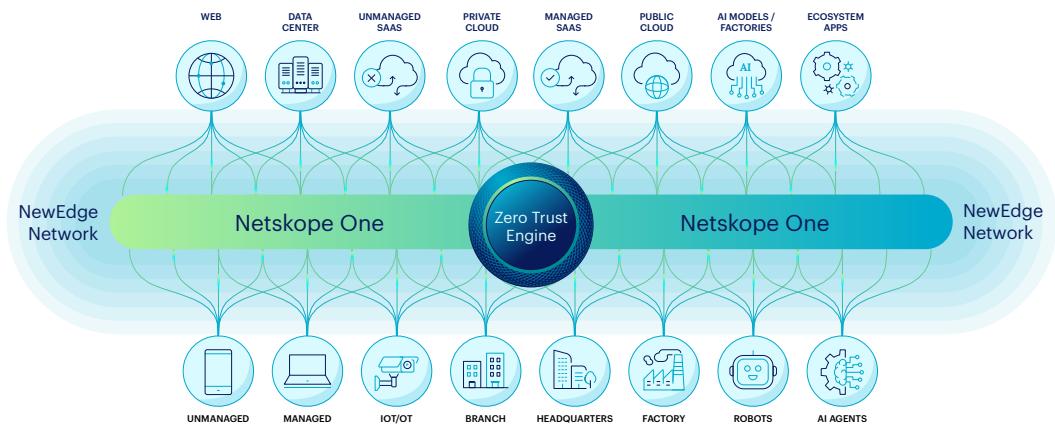 WEB
DATA
CENTER
UNMANAGED
SAAS
PRIVATE
CLOUD
MANAGED
SAAS
PUBLIC
CLOUD
AI MODELS /
FACTORIES
ECOSYSTEM
APPS
AI
NewEdge
Network
Netskope One
Zero Trust
Engine
Netskope One
NewEdge
Network
UNMANAGED
MANAGED
IOT/OT
BRANCH
HEADQUARTERS
FACTORY
ROBOTS
AI AGENTS